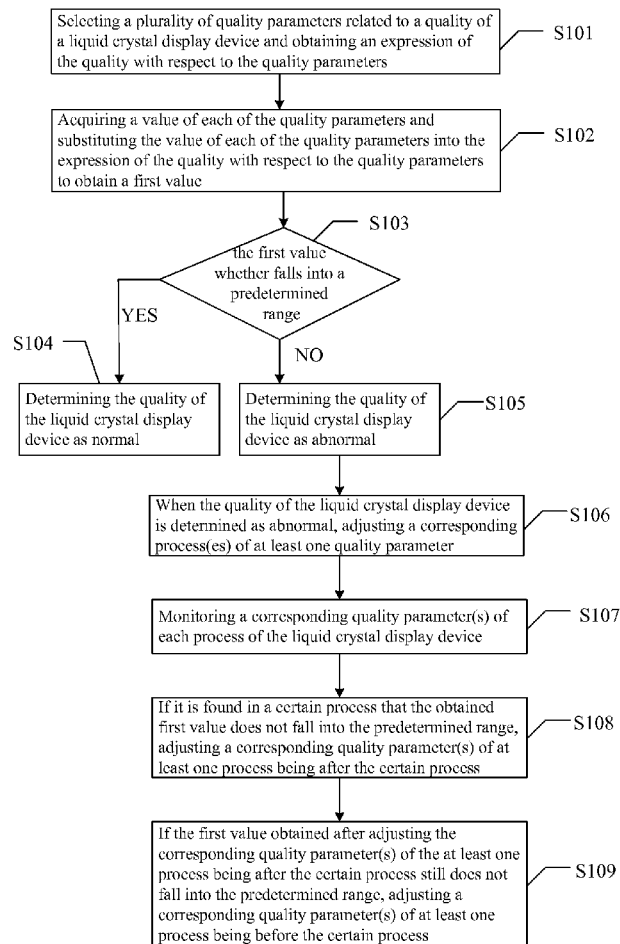 Selecting a plurality of quality parameters related to a quality of
a liquid crystal display device and obtaining an expression of
the quality with respect to the quality parameters
S101
Acquiring a value of each of the quality parameters and
substituting the value of each of the quality parameters into the
expression of the quality with respect to the quality parameters
to obtain a first value
S102
S103
the first value
whether falls into a
predetermined
range
YES
NO
S104
Determining the quality of
the liquid crystal display
device as normal
Determining the quality of
the liquid crystal display
device as abnormal
S105
When the quality of the liquid crystal display device
is determined as abnormal, adjusting a corresponding
process(es) of at least one quality parameter
S106
Monitoring a corresponding quality parameter(s) of
each process of the liquid crystal display device
S107
If it is found in a certain process that the obtained
first value does not fall into the predetermined range,
adjusting a corresponding quality parameter(s) of at
least one process being after the certain process
S108
If the first value obtained after adjusting the
corresponding quality parameter(s) of the at least one
process being after the certain process still does not
fall into the predetermined range, adjusting a
corresponding quality parameter(s) of at least one
process being before the certain process
S109